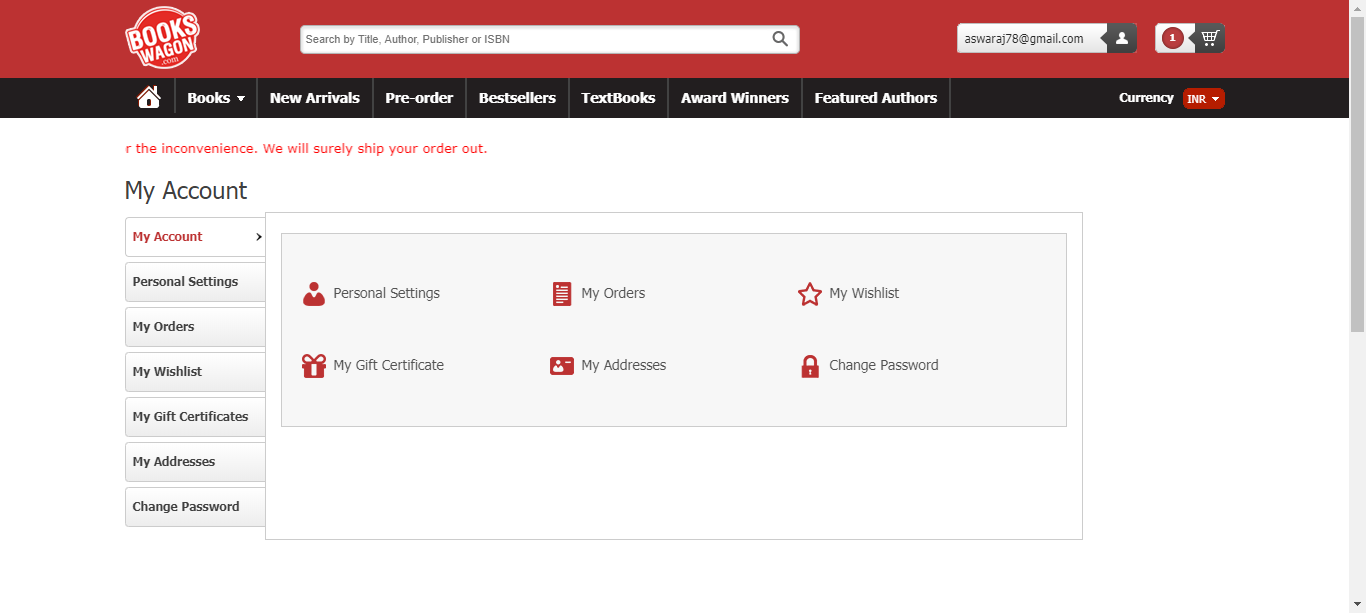 BOOKS
WAGON
.com
Search by Title, Author, Publisher or ISBN
aswaraj78@gmail.com
1
Books
New Arrivals
Pre-order
Bestsellers
TextBooks
Award Winners
Featured Authors
Currency
INR
r the inconvenience. We will surely ship your order out.
My Account
My Account
Personal Settings
My Orders
My Wishlist
My Gift Certificates
My Addresses
Change Password
Personal Settings
My Orders
My Wishlist
My Gift Certificate
My Addresses
Change Password